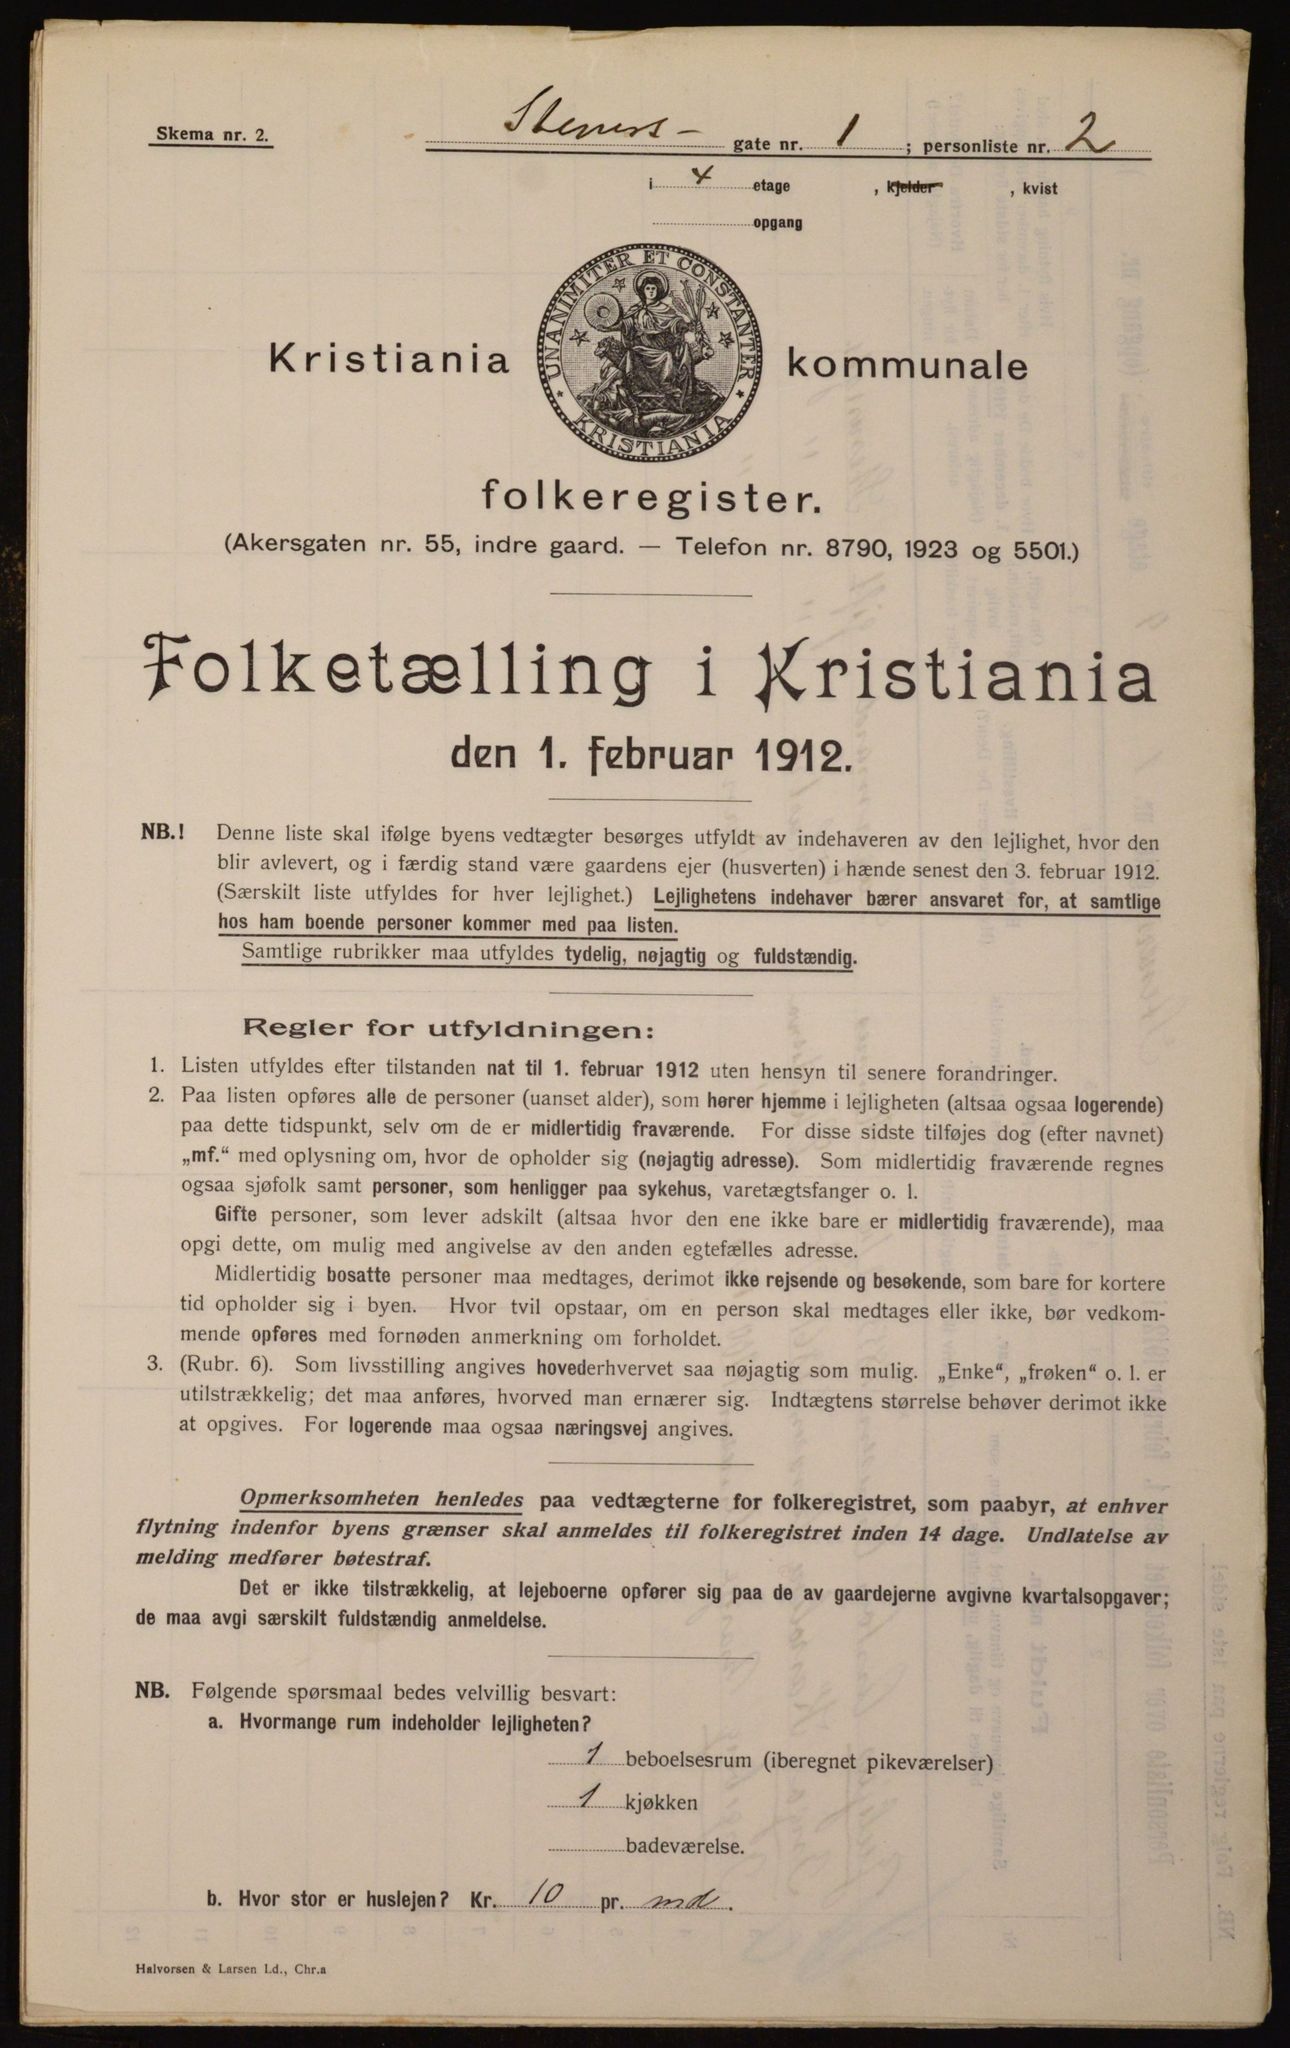 Skema nr. 2.
Steners- gate nr. 1 ; personliste nr. 2
i 4 etage , kjelder , kvist
opgang
UNANIMITER ET CONSTANTER
KRISTIANIA
Kristiania kommunale
folkeregister.
(Akersgaten nr. 55, indre gaard. — Telefon nr. 8790, 1923 og 5501.)
Folketælling i Kristiania
den 1. februar 1912.
NB.! Denne liste skal ifølge byens vedtægter besørges utfyldt av indehaveren av den lejlighet, hvor den
blir avlevert, og i færdig stand være gaardens ejer (husverten) i hænde senest den 3. februar 1912.
(Særskilt liste utfyldes for hver lejlighet.) Lejlighetens indehaver bærer ansvaret for, at samtlige
hos ham boende personer kommer med paa listen.
Samtlige rubrikker maa utfyldes tydelig, nøjagtig og fuldstændig.
Regler for utfyldningen:
1. Listen utfyldes efter tilstanden nat til 1. februar 1912 uten hensyn til senere forandringer.
2. Paa listen opføres alle de personer (uanset alder), som hører hjemme i lejligheten (altsaa ogsaa logerende)
paa dette tidspunkt, selv om de er midlertidig fraværende. For disse sidste tilføjes dog (efter navnet)
„mf.“ med oplysning om, hvor de opholder sig (nøjagtig adresse). Som midlertidig fraværende regnes
ogsaa sjøfolk samt personer, som henligger paa sykehus, varetægtsfanger o. l.
Gifte personer, som lever adskilt (altsaa hvor den ene ikke bare er midlertidig fraværende), maa
opgi dette, om mulig med angivelse av den anden egtefælles adresse.
Midlertidig bosatte personer maa medtages, derimot ikke rejsende og besøkende, som bare for kortere
tid opholder sig i byen. Hvor tvil opstaar, om en person skal medtages eller ikke, bør vedkom-
mende opføres med fornøden anmerkning om forholdet.
3. (Rubr. 6). Som livsstilling angives hovederhvervet saa nøjagtig som mulig. „Enke“, „frøken“ o. l. er
utilstrækkelig; det maa anføres, hvorved man ernærer sig. Indtægtens størrelse behøver derimot ikke
at opgives. For logerende maa ogsaa næringsvej angives.
Opmerksomheten henledes paa vedtægterne for folkeregistret, som paabyr, at enhver
flytning indenfor byens grænser skal anmeldes til folkeregistret inden 14 dage. Undlatelse av
melding medfører bøtestraf.
Det er ikke tilstrækkelig, at lejeboerne opfører sig paa de av gaardejerne avgivne kvartalsopgaver;
de maa avgi særskilt fuldstændig anmeldelse.
NB. Følgende spørsmaal bedes velvillig besvart:
a. Hvormange rum indeholder lejligheten?
1 beboelsesrum (iberegnet pikeværelser)
1 kjøkken
badeværelse.
b. Hvor stor er huslejen? Kr. 10 pr. md.
Halvorsen & Larsen Ld., Chr.a